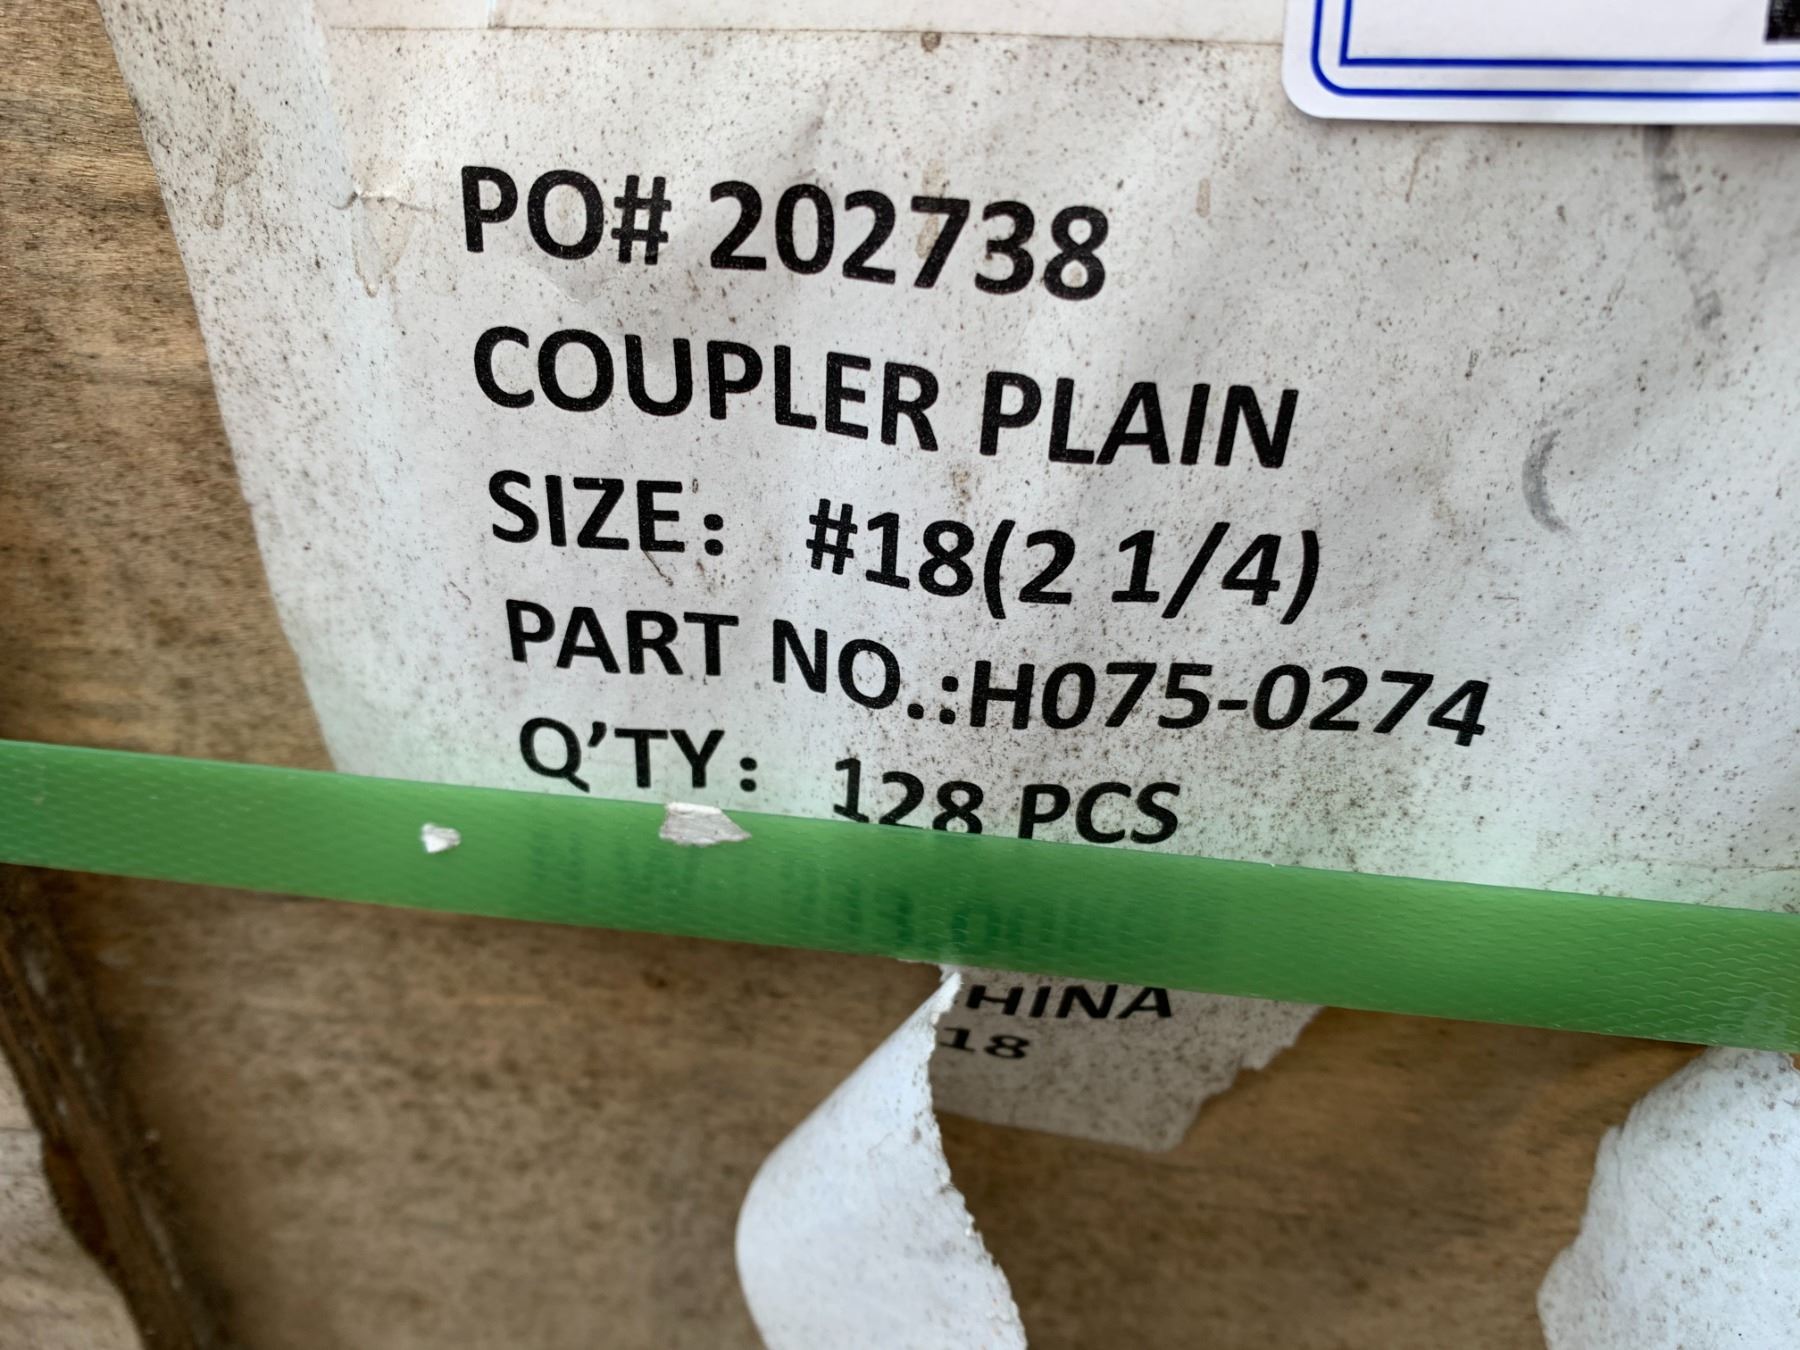 PO# 202738
COUPLER PLAIN
SIZE： #18(2 1/4)
PART NO.:H075-0274
Q'TY： 128 PCS
HINA
18